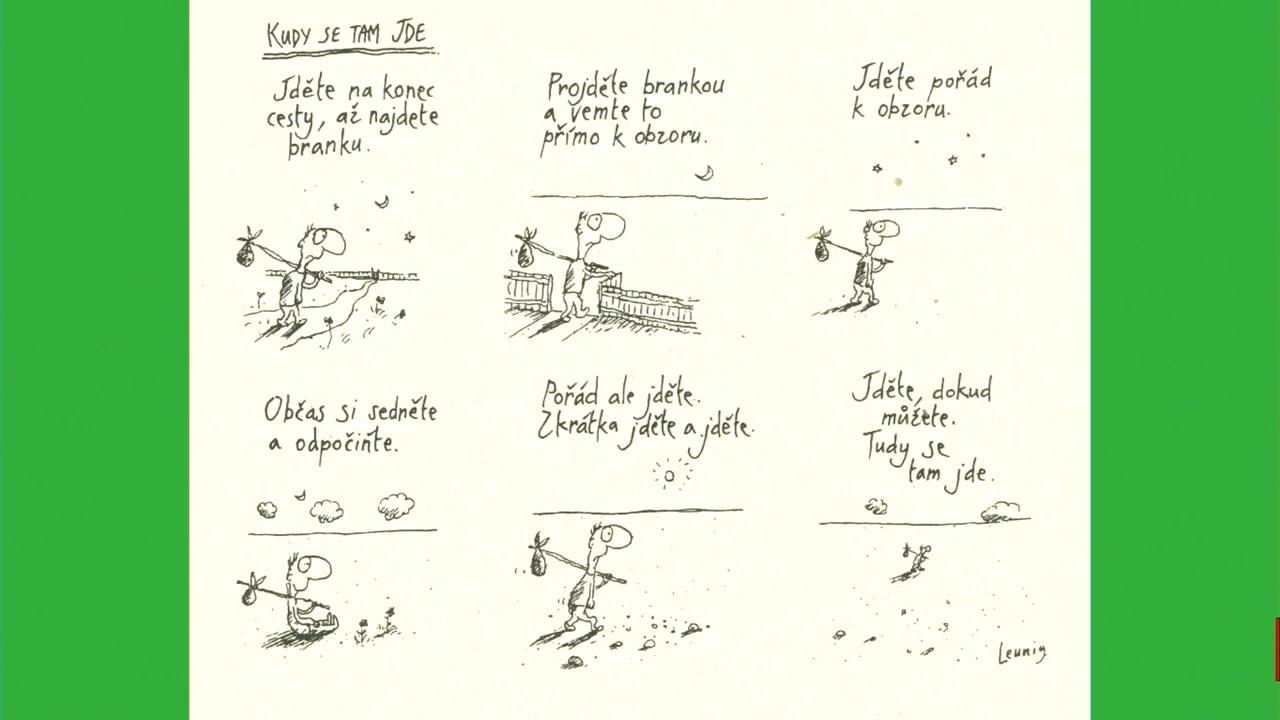 Kudy se tam jde
Jděte na konec
cesty, až najdete
branku.
Projděte brankou
a vemte to
přímo k obzoru.
Jděte pořád
k obzoru.
Občas si sedněte
a odpočiňte.
Pořád ale jděte.
Zkrátka jděte a jděte.
Jděte, dokud
můžete.
Tudy se
tam jde.
Leunig